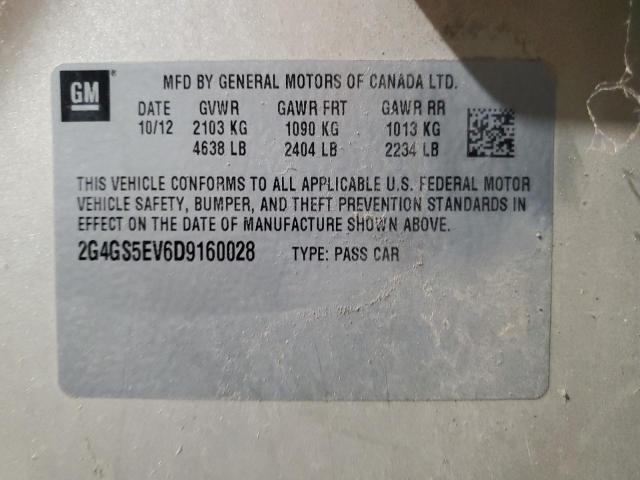 GM
MFD BY GENERAL MOTORS OF CANADA LTD.
DATE GVWR GAWR FRT GAWR RR
10/12 2103 KG 1090 KG 1013 KG
4638 LB 2404 LB 2234 LB
THIS VEHICLE CONFORMS TO ALL APPLICABLE U.S. FEDERAL MOTOR
VEHICLE SAFETY, BUMPER, AND THEFT PREVENTION STANDARDS IN
EFFECT ON THE DATE OF MANUFACTURE SHOWN ABOVE.
2G4GS5EV6D9160028 TYPE: PASS CAR